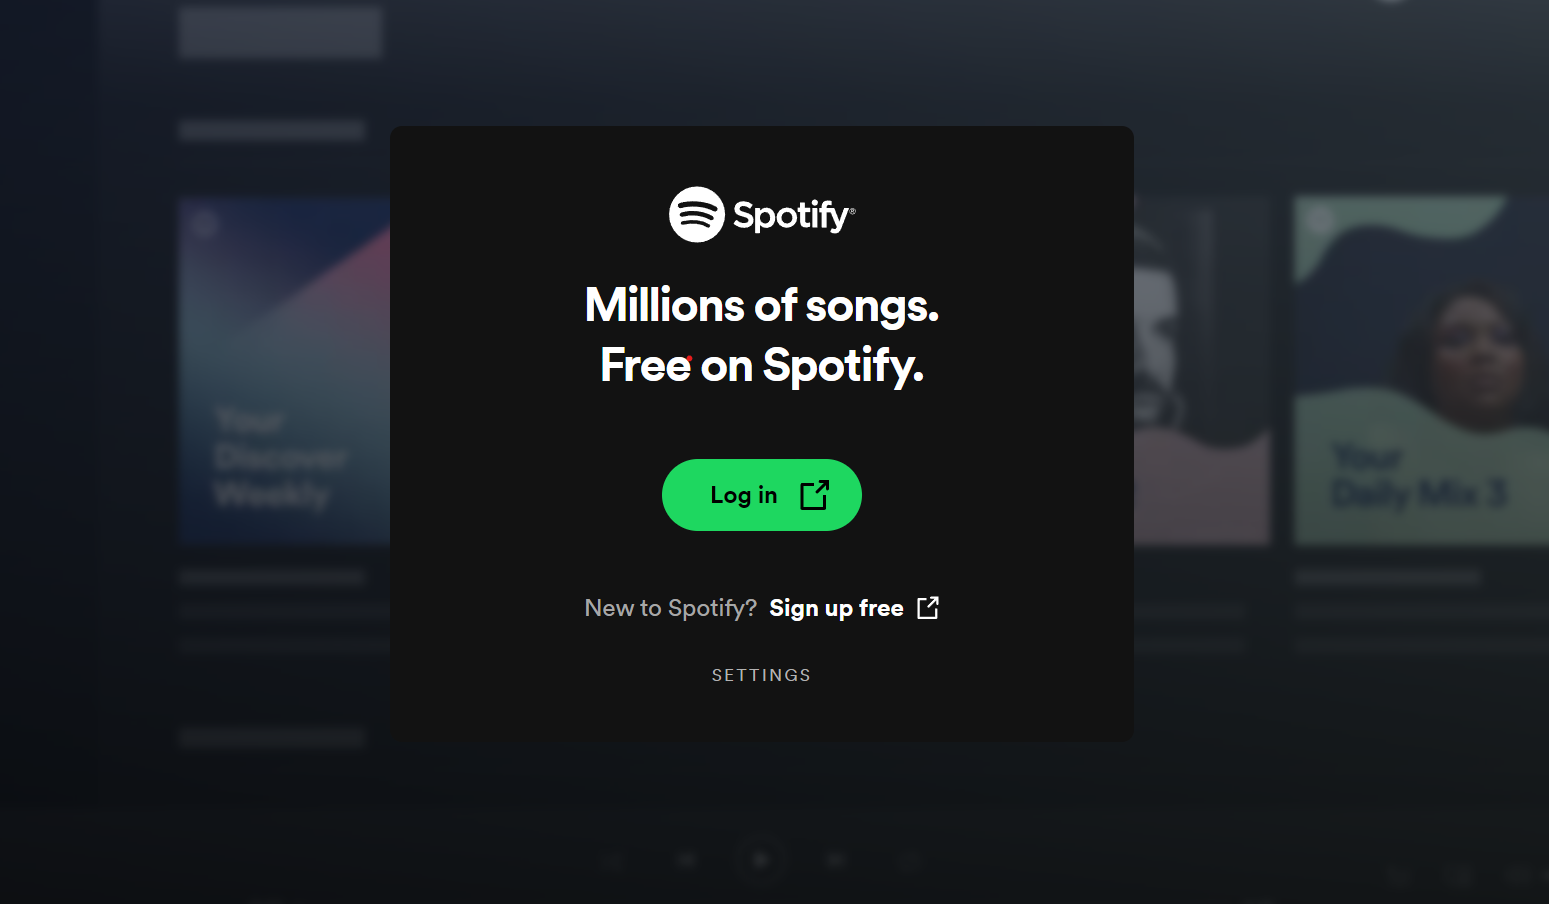 Spotify®
Millions of songs.
Free on Spotify.
Log in
New to Spotify? Sign up free
SETTINGS
Your
Discover
Weekly
Your
Daily Mix 3